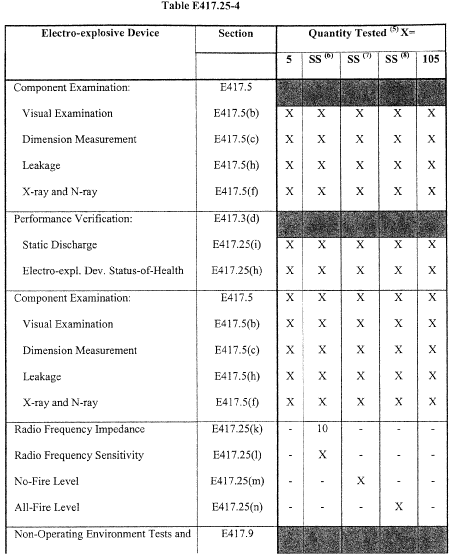 Table E417.25-4
Electro-explosive Device Section Quantity Tested (5) X=
5 SS (6) SS (7) SS (8) 105
Component Examination: E417.5
Visual Examination E417.5(b) X X X X X
Dimension Measurement E417.5(c) X X X X X
Leakage E417.5(h) X X X X X
X-ray and N-ray E417.5(f) X X X X X
Performance Verification: E417.3(d)
Static Discharge E417.25(i) X X X X X
Electro-expl. Dev. Status-of-Health E417.25(h) X X X X X
Component Examination: E417.5 X X X X X
Visual Examination E417.5(b) X X X X X
Dimension Measurement E417.5(c) X X X X X
Leakage E417.5(h) X X X X X
X-ray and N-ray E417.5(f) X X X X X
Radio Frequency Impedance E417.25(k) - 10 - - -
Radio Frequency Sensitivity E417.25(l) - X - - -
No-Fire Level E417.25(m) - - X - -
All-Fire Level E417.25(n) - - - X -
Non-Operating Environment Tests and E417.9